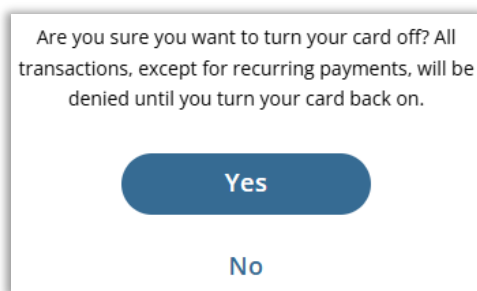 Are you sure you want to turn your card off? All
transactions, except for recurring payments, will be
denied until you turn your card back on.
Yes
No